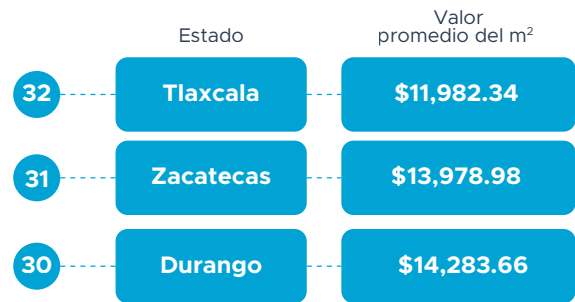 Estado
Valor
promedio del m²
32 Tlaxcala $11,982.34
31 Zacatecas $13,978.98
30 Durango $14,283.66